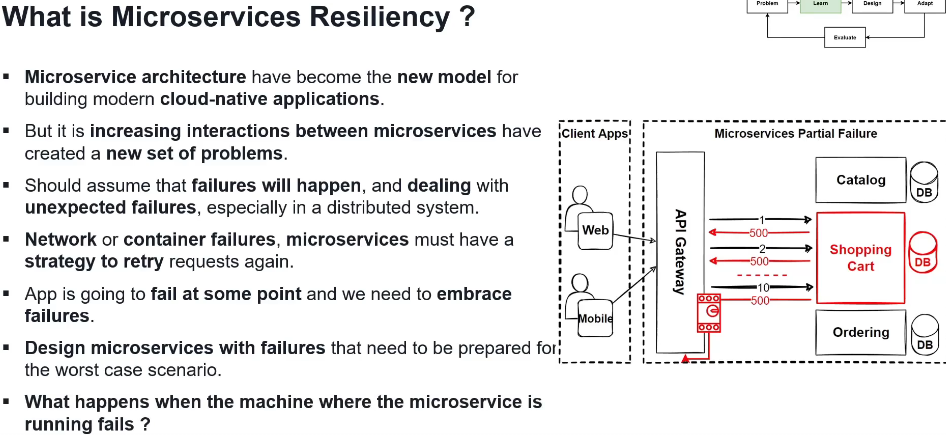 What is Microservices Resiliency ?
Problem
Learn
Design
Adapt
Evaluate
▪ Microservice architecture have become the new model for
building modern cloud-native applications.
▪ But it is increasing interactions between microservices have
created a new set of problems.
▪ Should assume that failures will happen, and dealing with
unexpected failures, especially in a distributed system.
▪ Network or container failures, microservices must have a
strategy to retry requests again.
▪ App is going to fail at some point and we need to embrace
failures.
▪ Design microservices with failures that need to be prepared for
the worst case scenario.
▪ What happens when the machine where the microservice is
running fails ?
Client Apps
Web
Mobile
Microservices Partial Failure
API Gateway
1
500
2
500
10
500
Catalog
DB
Shopping
Cart
DB
Ordering
DB